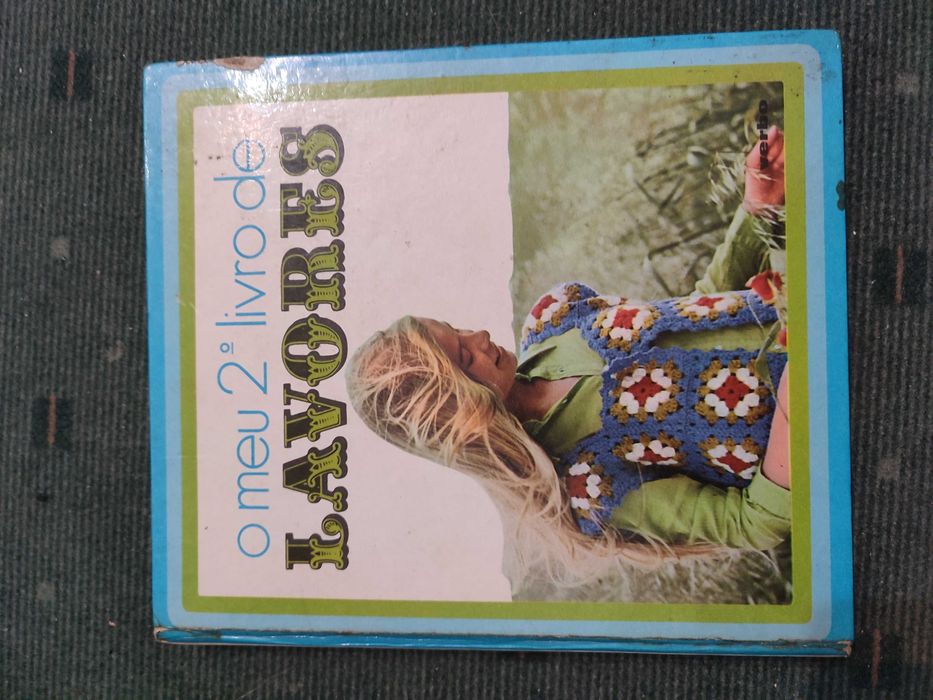 o meu 2º livro de
LAVORES
verbo